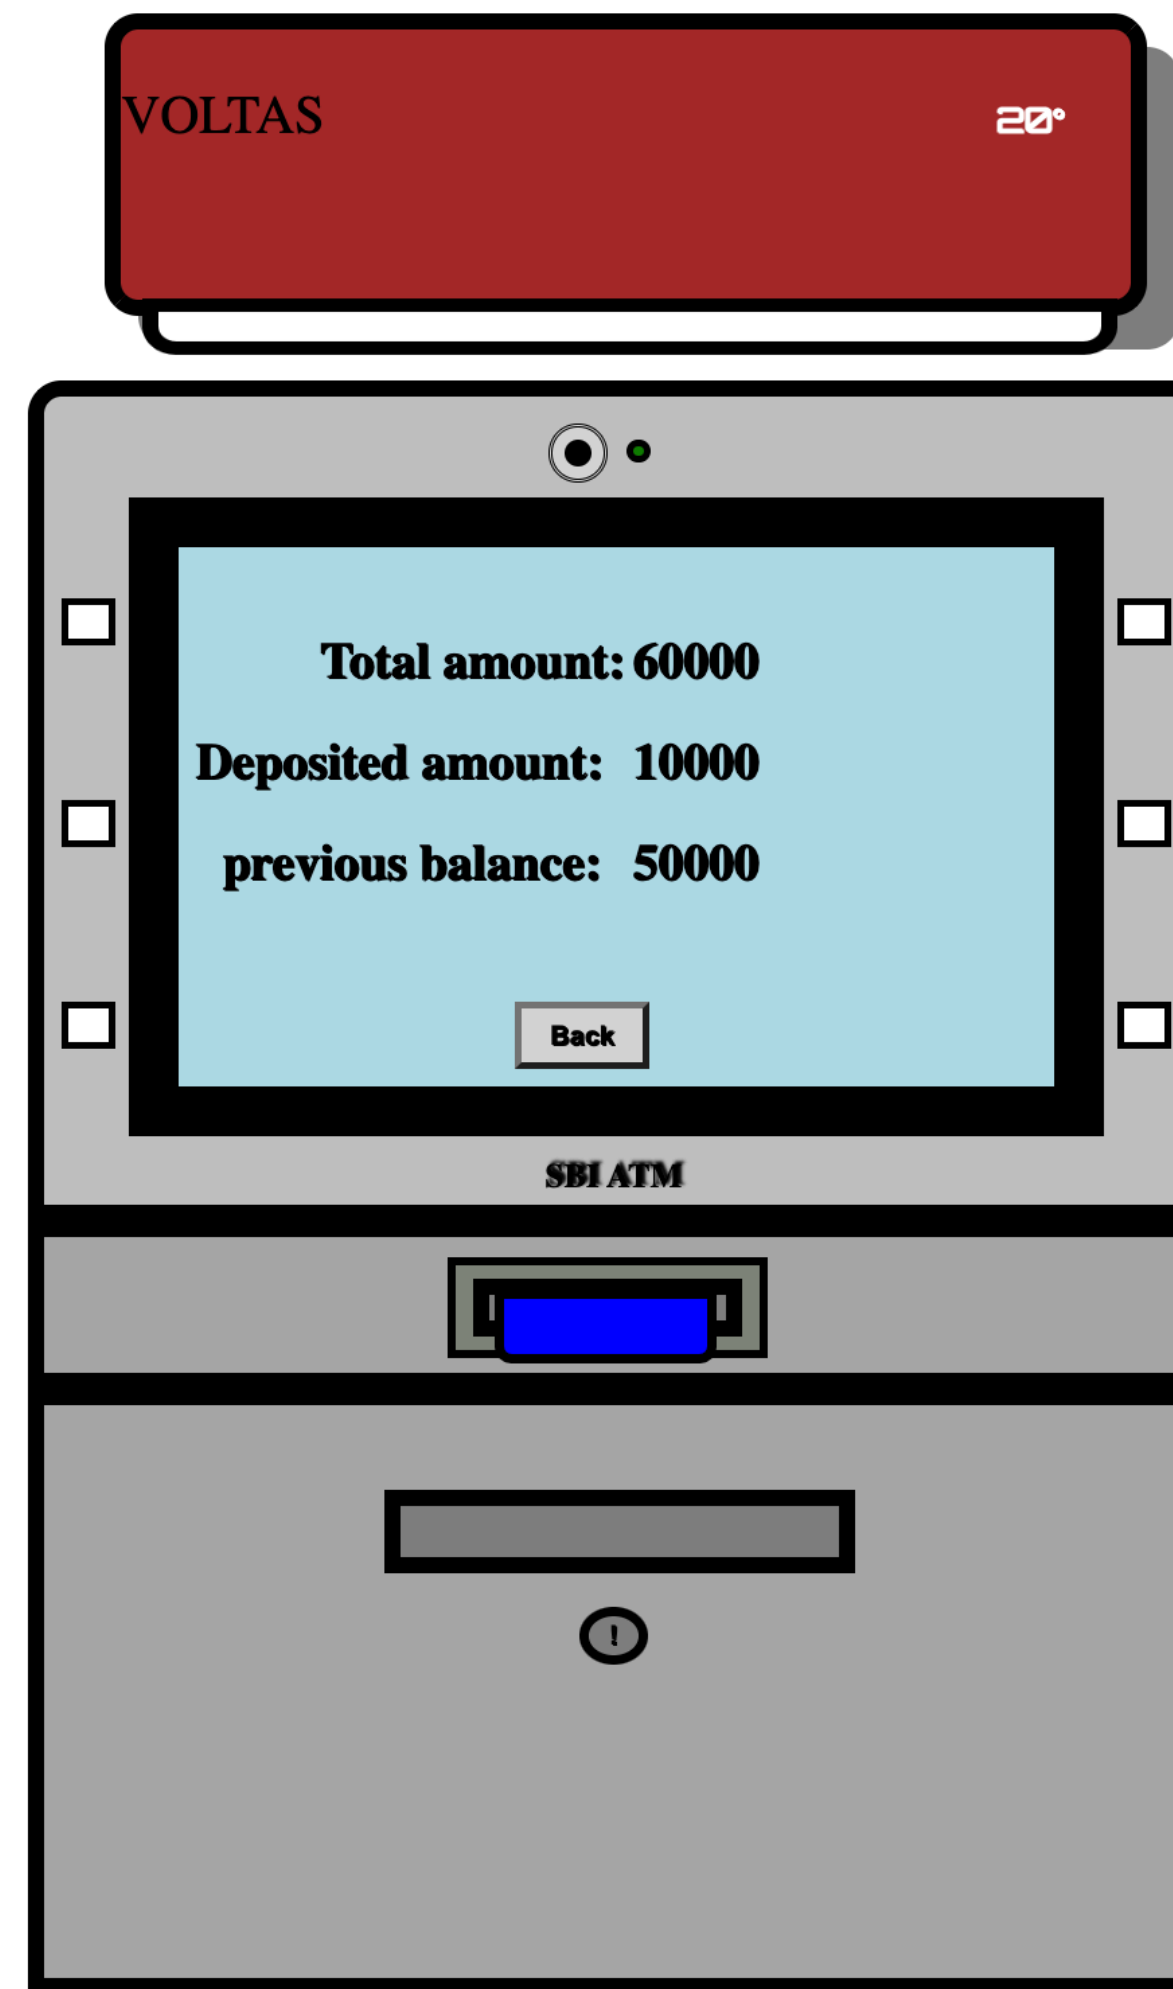 VOLTAS 20°
Total amount: 60000
Deposited amount: 10000
previous balance: 50000
Back
SBI ATM
!